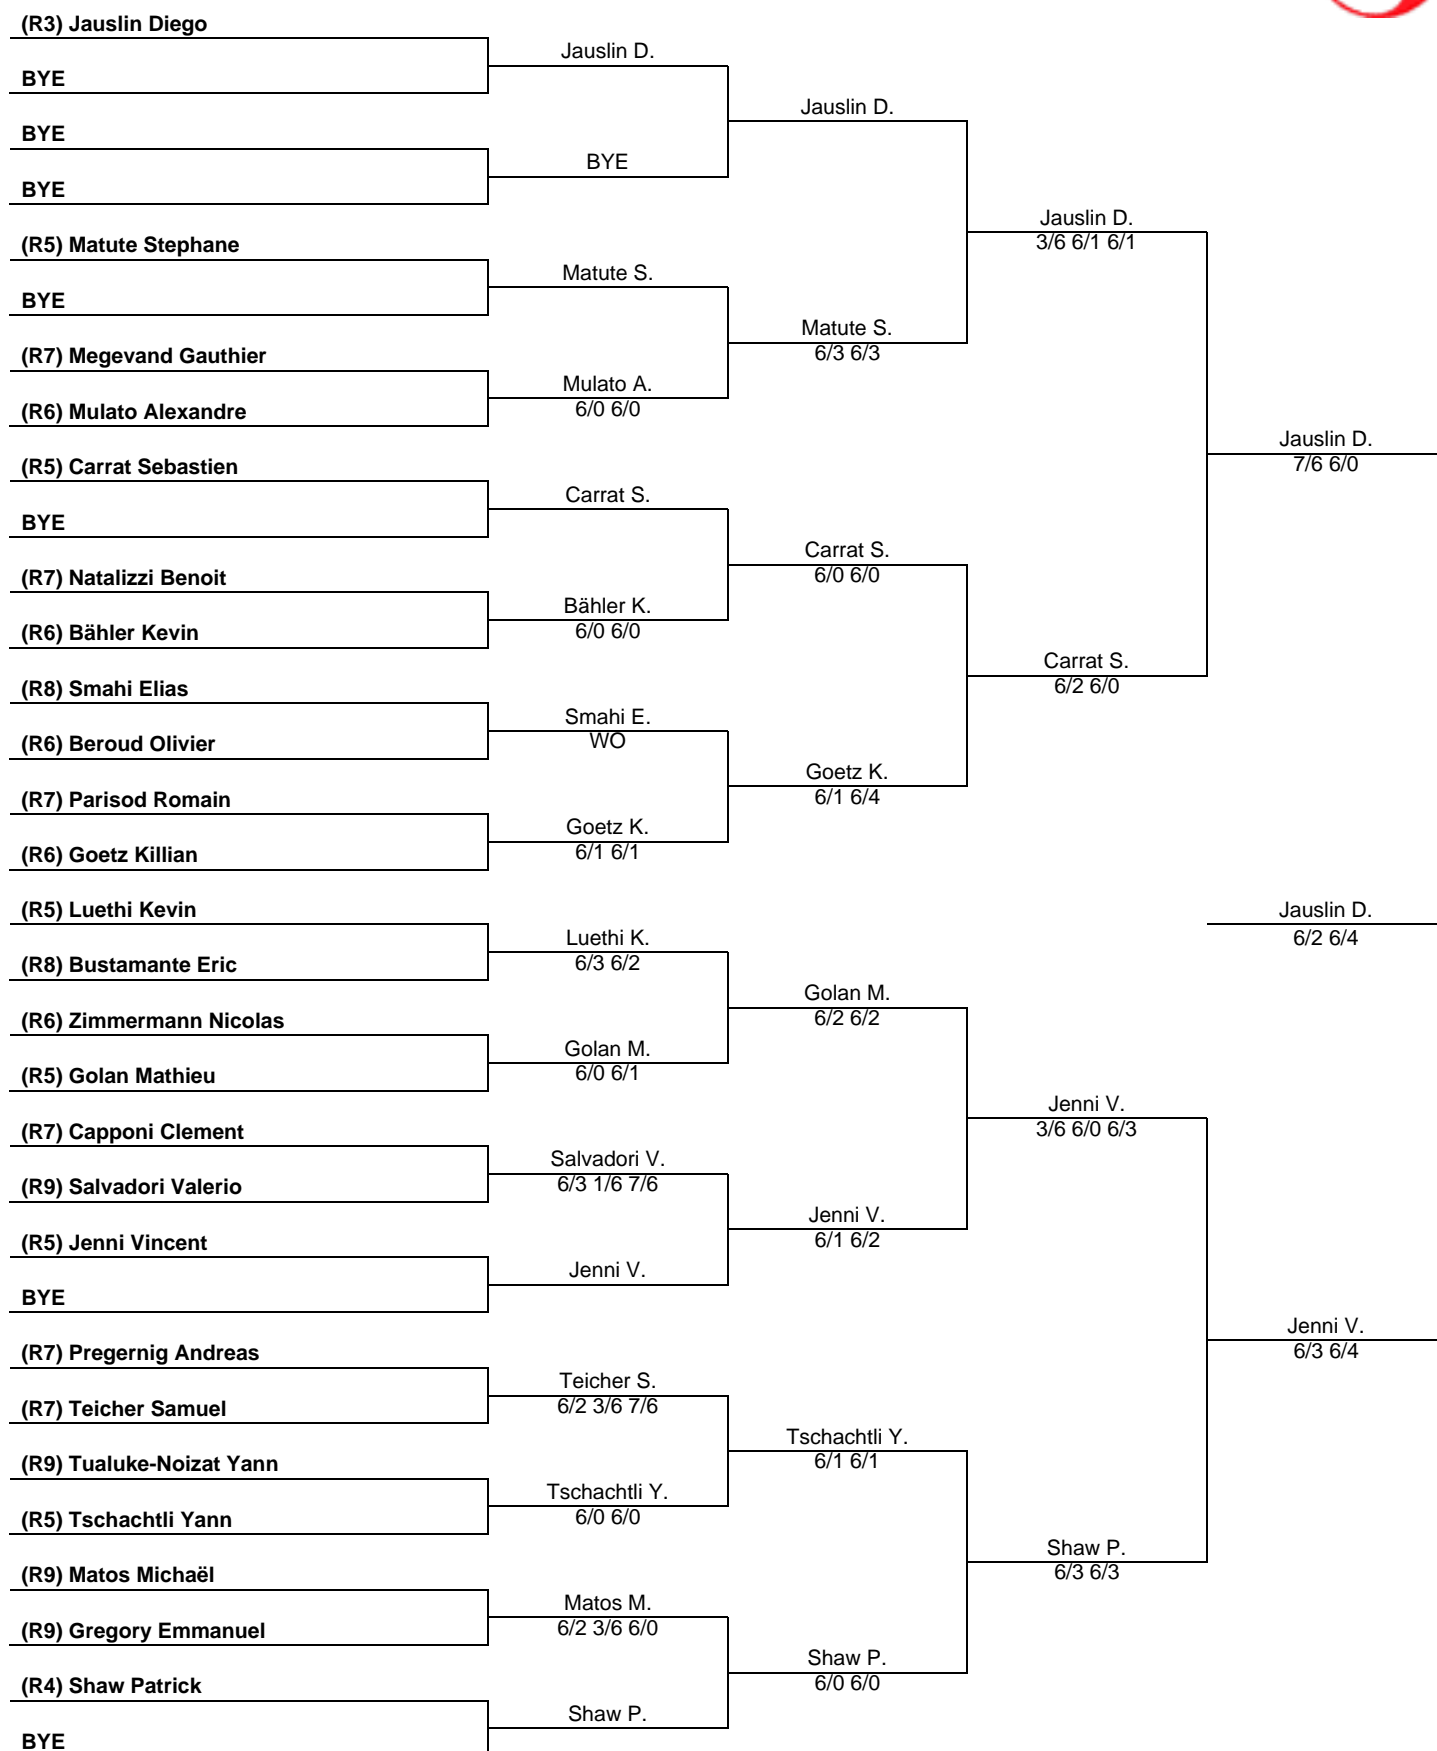 (R3) Jauslin Diego
Jauslin D.
BYE
Jauslin D.
BYE
BYE
BYE
Jauslin D.
3/6 6/1 6/1
(R5) Matute Stephane
Matute S.
BYE
Matute S.
6/3 6/3
(R7) Megevand Gauthier
Mulato A.
6/0 6/0
(R6) Mulato Alexandre
Jauslin D.
7/6 6/0
(R5) Carrat Sebastien
Carrat S.
BYE
Carrat S.
6/0 6/0
(R7) Natalizzi Benoit
Bähler K.
6/0 6/0
(R6) Bähler Kevin
Carrat S.
6/2 6/0
(R8) Smahi Elias
Smahi E.
WO
(R6) Beroud Olivier
Goetz K.
6/1 6/4
(R7) Parisod Romain
Goetz K.
6/1 6/1
(R6) Goetz Killian
(R5) Luethi Kevin
Jauslin D.
6/2 6/4
Luethi K.
6/3 6/2
(R8) Bustamante Eric
Golan M.
6/2 6/2
(R6) Zimmermann Nicolas
Golan M.
6/0 6/1
(R5) Golan Mathieu
Jenni V.
3/6 6/0 6/3
(R7) Capponi Clement
Salvadori V.
6/3 1/6 7/6
(R9) Salvadori Valerio
Jenni V.
6/1 6/2
(R5) Jenni Vincent
Jenni V.
BYE
Jenni V.
6/3 6/4
(R7) Pregernig Andreas
Teicher S.
6/2 3/6 7/6
(R7) Teicher Samuel
Tschachtli Y.
6/1 6/1
(R9) Tualuke-Noizat Yann
Tschachtli Y.
6/0 6/0
(R5) Tschachtli Yann
Shaw P.
6/3 6/3
(R9) Matos Michaël
Matos M.
6/2 3/6 6/0
(R9) Gregory Emmanuel
Shaw P.
6/0 6/0
(R4) Shaw Patrick
Shaw P.
BYE